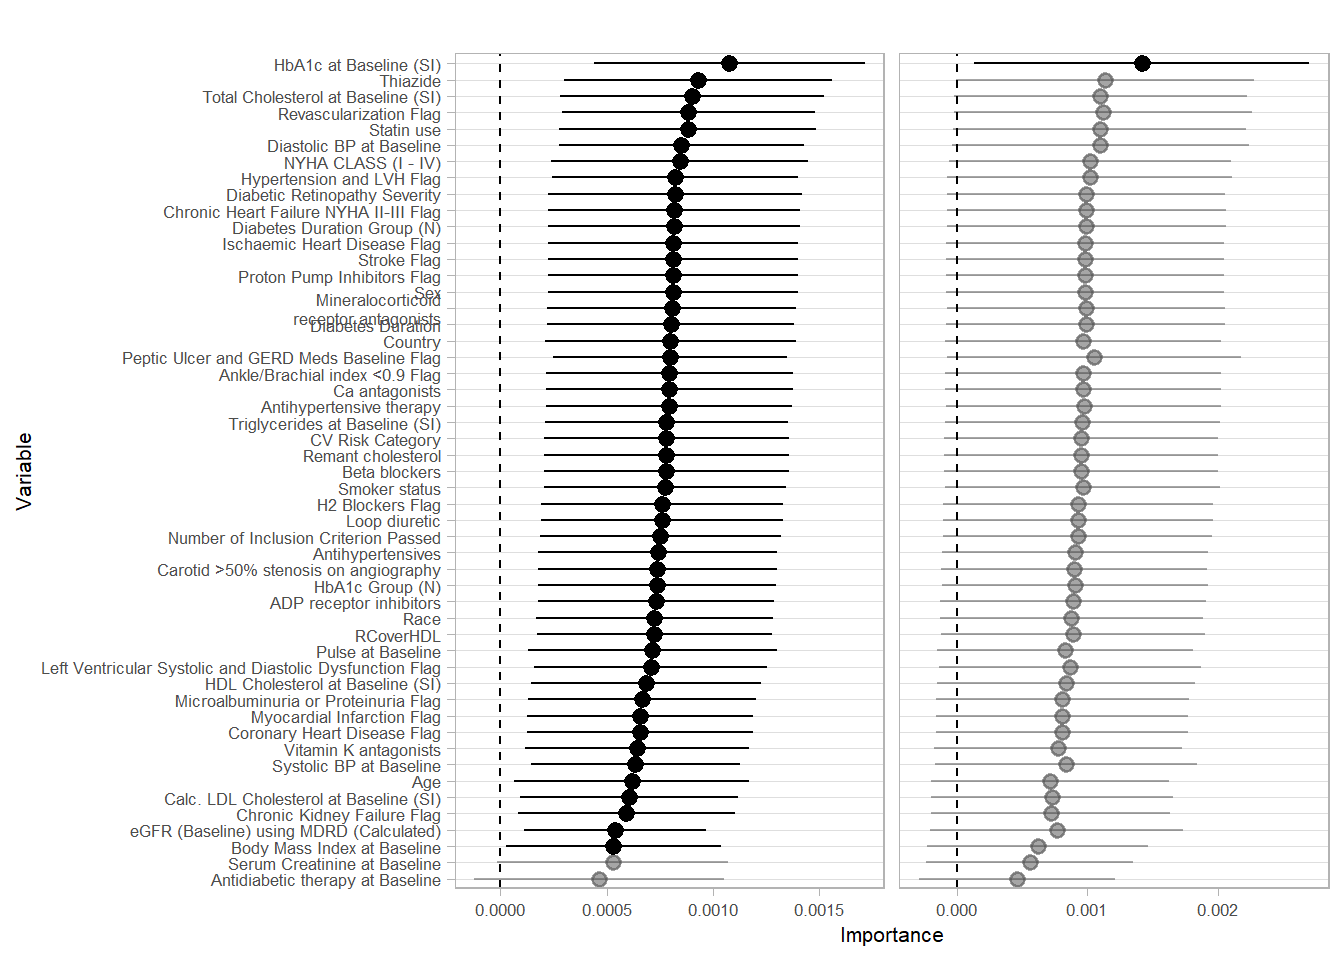 HbA1c at Baseline (SI)
Thiazide
Total Cholesterol at Baseline (SI)
Revascularization Flag
Statin use
Diastolic BP at Baseline
NYHA CLASS (I - IV)
Hypertension and LVH Flag
Diabetic Retinopathy Severity
Chronic Heart Failure NYHA II-III Flag
Diabetes Duration Group (N)
Ischaemic Heart Disease Flag
Stroke Flag
Proton Pump Inhibitors Flag
Sex
Mineralocorticoid
receptor antagonists
Diabetes Duration
Country
Peptic Ulcer and GERD Meds Baseline Flag
Ankle/Brachial index <0.9 Flag
Ca antagonists
Antihypertensive therapy
Triglycerides at Baseline (SI)
CV Risk Category
Remant cholesterol
Beta blockers
Smoker status
H2 Blockers Flag
Loop diuretic
Number of Inclusion Criterion Passed
Antihypertensives
Carotid >50% stenosis on angiography
HbA1c Group (N)
ADP receptor inhibitors
Race
RCoverHDL
Pulse at Baseline
Left Ventricular Systolic and Diastolic Dysfunction Flag
HDL Cholesterol at Baseline (SI)
Microalbuminuria or Proteinuria Flag
Myocardial Infarction Flag
Coronary Heart Disease Flag
Vitamin K antagonists
Systolic BP at Baseline
Age
Calc. LDL Cholesterol at Baseline (SI)
Chronic Kidney Failure Flag
eGFR (Baseline) using MDRD (Calculated)
Body Mass Index at Baseline
Serum Creatinine at Baseline
Antidiabetic therapy at Baseline
Variable
0.0000 0.0005 0.0010 0.0015
0.000 0.001 0.002
Importance